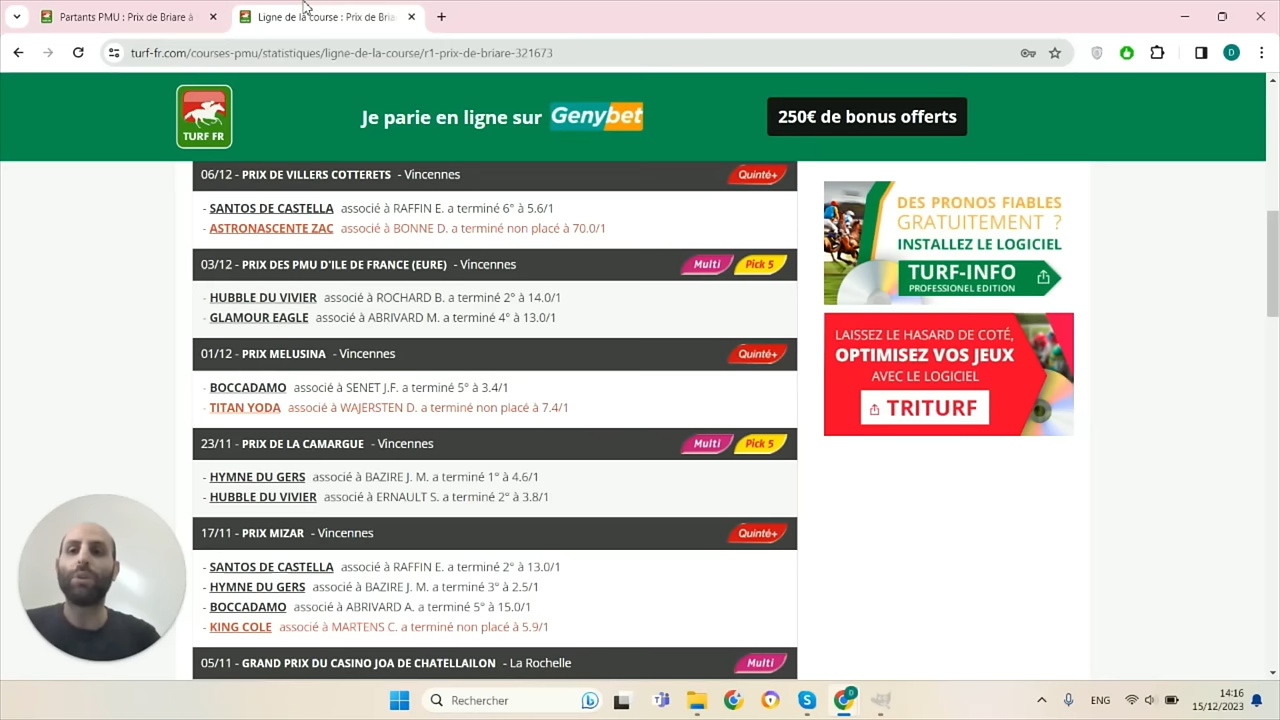 Partants PMU : Prix de Briare à
Ligne de la course : Prix de Bria
turf-fr.com/courses-pmu/statistiques/ligne-de-la-course/r1-prix-de-briare-321673
D
TURF FR
Je parie en ligne sur Genybet
250€ de bonus offerts
06/12 - PRIX DE VILLERS COTTERETS - Vincennes
Quinté+
- SANTOS DE CASTELLA associé à RAFFIN E. a terminé 6° à 5.6/1
- ASTRONASCENTE ZAC associé à BONNE D. a terminé non placé à 70.0/1
03/12 - PRIX DES PMU D'ILE DE FRANCE (EURE) - Vincennes
Multi Pick 5
- HUBBLE DU VIVIER associé à ROCHARD B. a terminé 2° à 14.0/1
- GLAMOUR EAGLE associé à ABRIVARD M. a terminé 4° à 13.0/1
01/12 - PRIX MELUSINA - Vincennes
Quinté+
- BOCCADAMO associé à SENET J.F. a terminé 5° à 3.4/1
- TITAN YODA associé à WAJERSTEN D. a terminé non placé à 7.4/1
23/11 - PRIX DE LA CAMARGUE - Vincennes
Multi Pick 5
- HYMNE DU GERS associé à BAZIRE J. M. a terminé 1° à 4.6/1
- HUBBLE DU VIVIER associé à ERNAULT S. a terminé 2° à 3.8/1
17/11 - PRIX MIZAR - Vincennes
Quinté+
- SANTOS DE CASTELLA associé à RAFFIN E. a terminé 2° à 13.0/1
- HYMNE DU GERS associé à BAZIRE J. M. a terminé 3° à 2.5/1
- BOCCADAMO associé à ABRIVARD A. a terminé 5° à 15.0/1
- KING COLE associé à MARTENS C. a terminé non placé à 5.9/1
05/11 - GRAND PRIX DU CASINO JOA DE CHATELLAILON - La Rochelle
Multi
DES PRONOS FIABLES
GRATUITEMENT ?
INSTALLEZ LE LOGICIEL
TURF-INFO
PROFESSIONEL EDITION
LAISSEZ LE HASARD DE COTÉ,
OPTIMISEZ VOS JEUX
AVEC LE LOGICIEL
TRITURF
Rechercher
ENG
14:16
15/12/2023